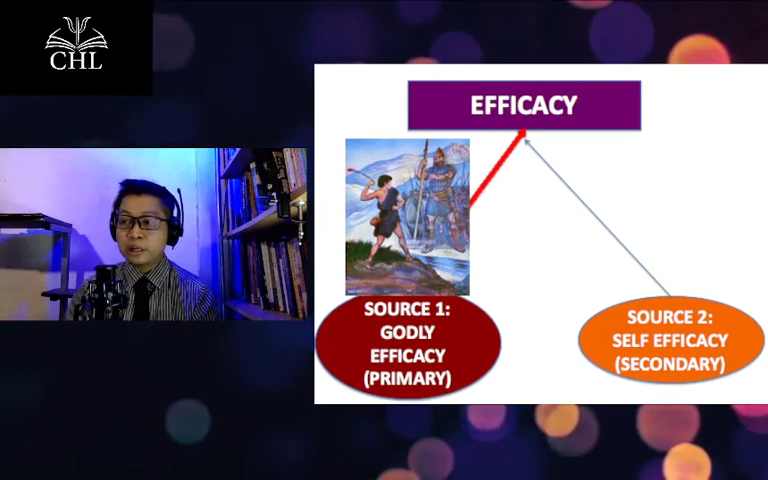 CHL
EFFICACY
SOURCE 1:
GODLY
EFFICACY
(PRIMARY)
SOURCE 2:
SELF EFFICACY
(SECONDARY)